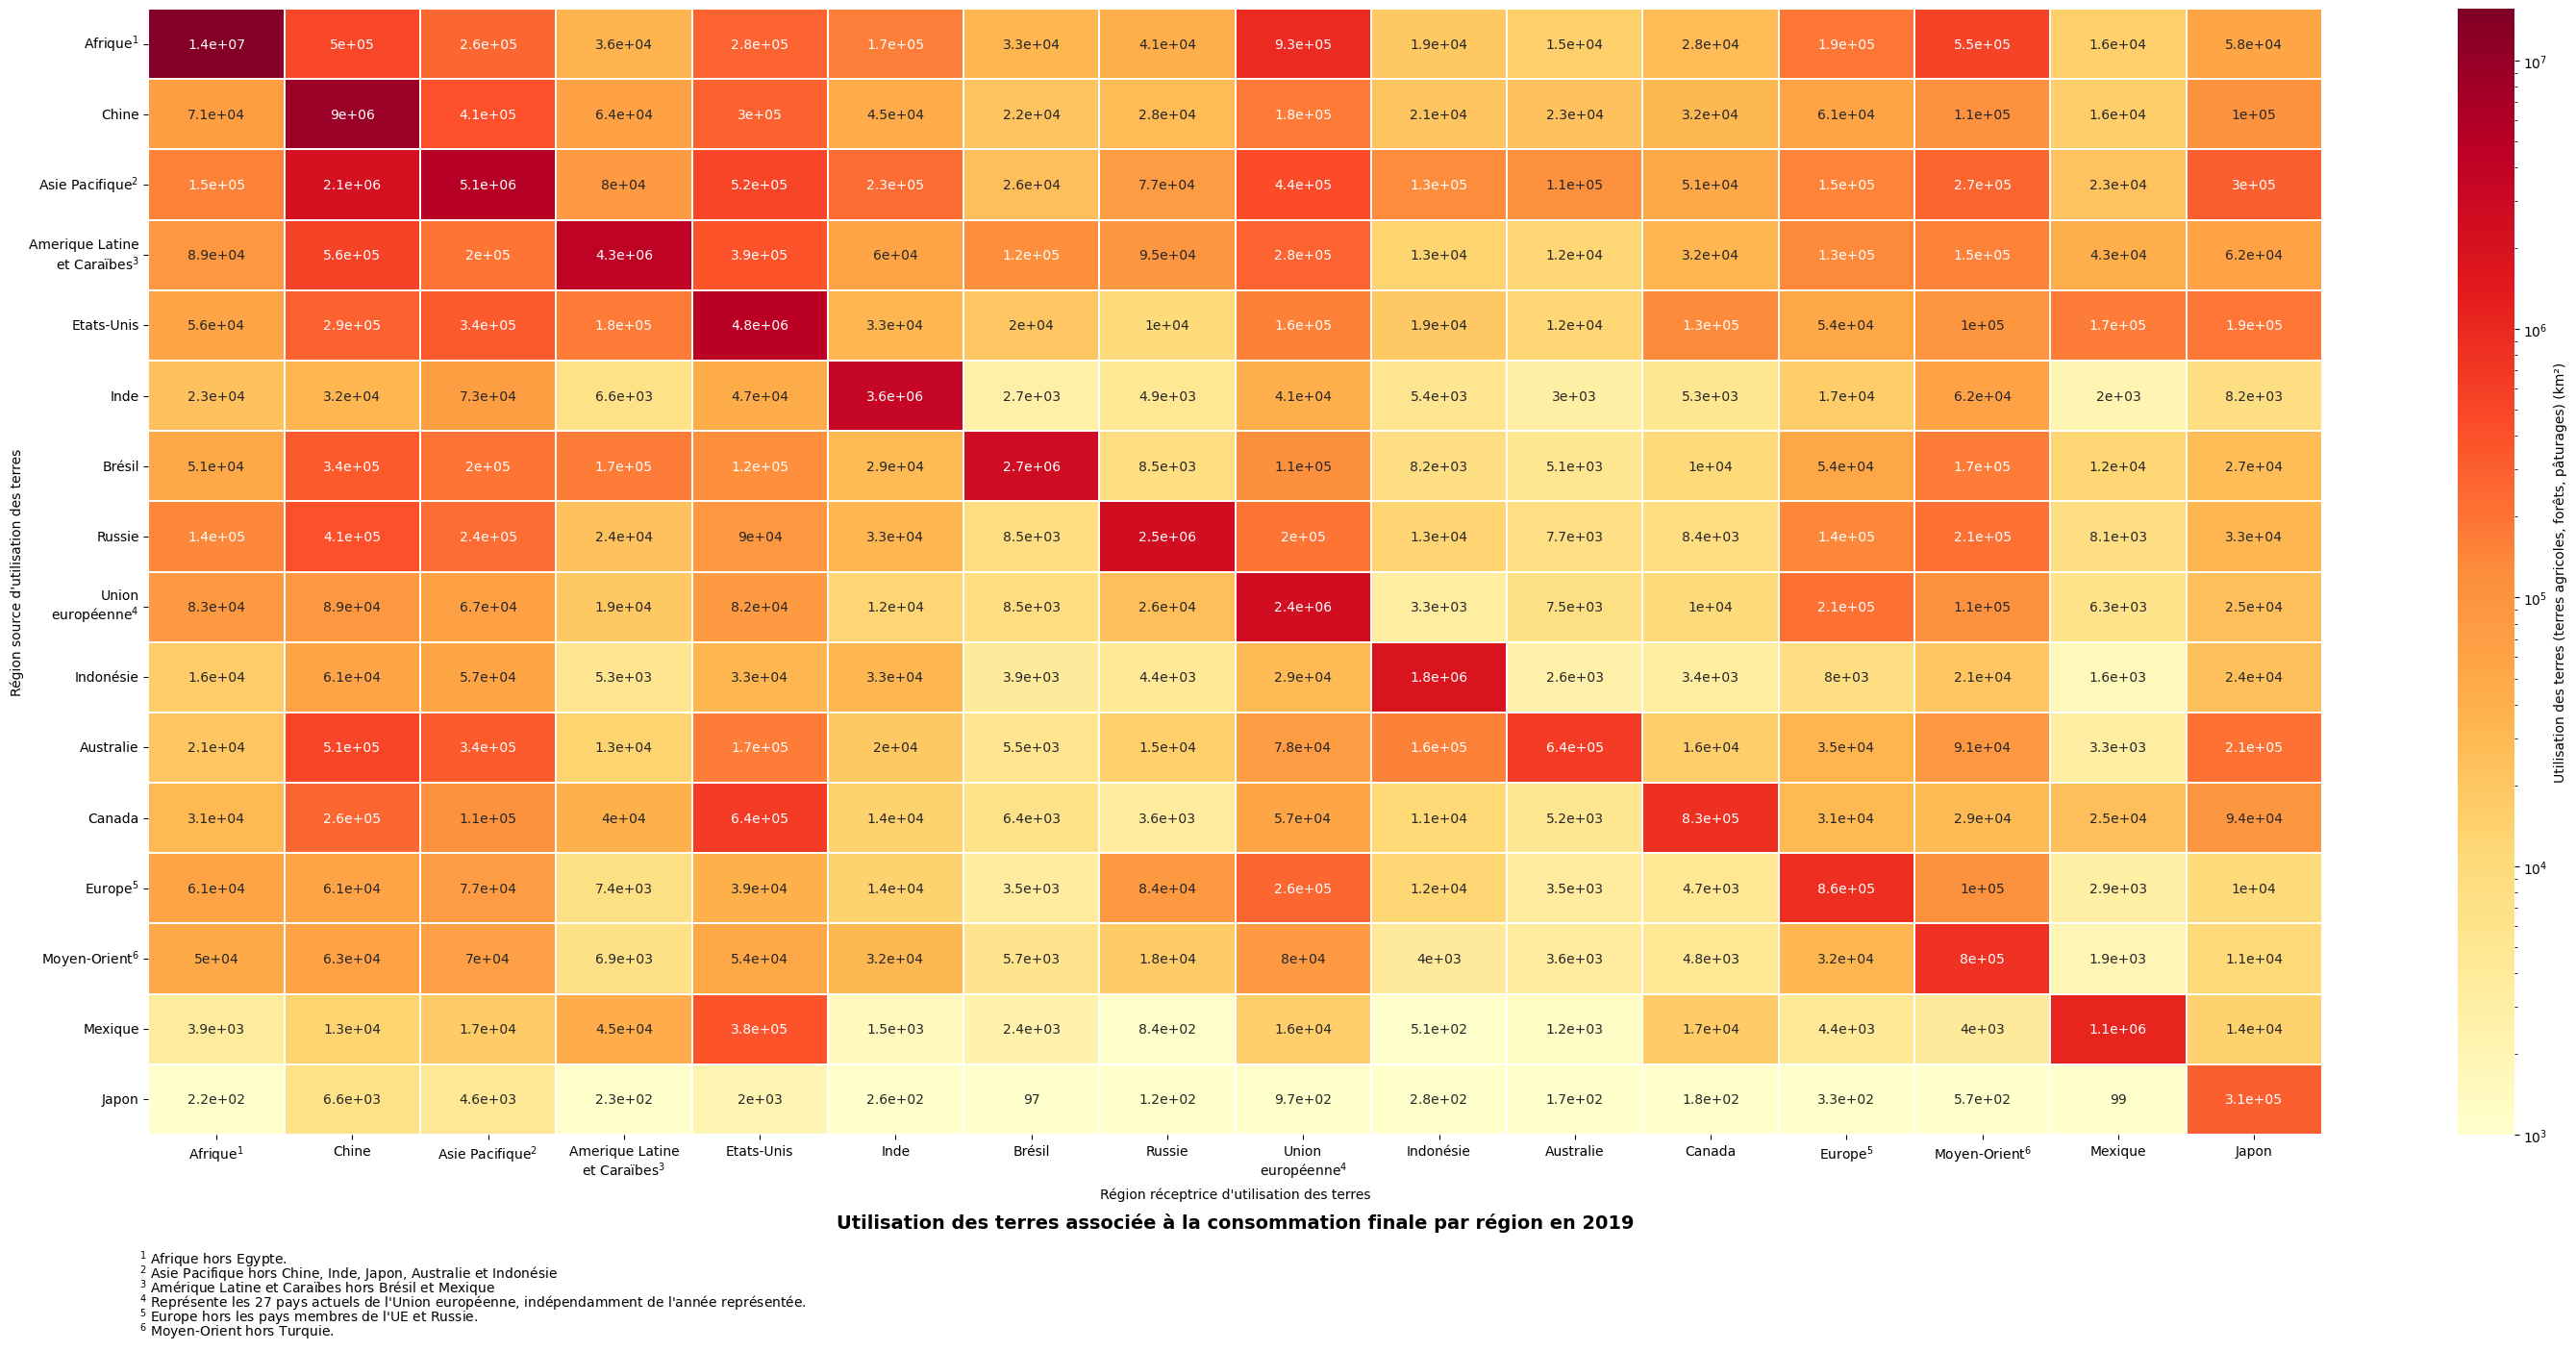 Afrique¹ 1.4e+07 5e+05 2.6e+05 3.6e+04 2.8e+05 1.7e+05 3.3e+04 4.1e+04 9.3e+05 1.9e+04 1.5e+04 2.8e+04 1.9e+05 5.5e+05 1.6e+04 5.8e+04
Chine 7.1e+04 9e+06 4.1e+05 6.4e+04 3e+05 4.5e+04 2.2e+04 2.8e+04 1.8e+05 2.1e+04 2.3e+04 3.2e+04 6.1e+04 1.1e+05 1.6e+04 1e+05
Asie Pacifique² 1.5e+05 2.1e+06 5.1e+06 8e+04 5.2e+05 2.3e+05 2.6e+04 7.7e+04 4.4e+05 1.3e+05 1.1e+05 5.1e+04 1.5e+05 2.7e+05 2.3e+04 3e+05
Amerique Latine
et Caraïbes³ 8.9e+04 5.6e+05 2e+05 4.3e+06 3.9e+05 6e+04 1.2e+05 9.5e+04 2.8e+05 1.3e+04 1.2e+04 3.2e+04 1.3e+05 1.5e+05 4.3e+04 6.2e+04
Etats-Unis 5.6e+04 2.9e+05 3.4e+05 1.8e+05 4.8e+06 3.3e+04 2e+04 1e+04 1.6e+05 1.9e+04 1.2e+04 1.3e+05 5.4e+04 1e+05 1.7e+05 1.9e+05
Inde 2.3e+04 3.2e+04 7.3e+04 6.6e+03 4.7e+04 3.6e+06 2.7e+03 4.9e+03 4.1e+04 5.4e+03 3e+03 5.3e+03 1.7e+04 6.2e+04 2e+03 8.2e+03
Brésil 5.1e+04 3.4e+05 2e+05 1.7e+05 1.2e+05 2.9e+04 2.7e+06 8.5e+03 1.1e+05 8.2e+03 5.1e+03 1e+04 5.4e+04 1.7e+05 1.2e+04 2.7e+04
Russie 1.4e+05 4.1e+05 2.4e+05 2.4e+04 9e+04 3.3e+04 8.5e+03 2.5e+06 2e+05 1.3e+04 7.7e+03 8.4e+03 1.4e+05 2.1e+05 8.1e+03 3.3e+04
Union
européenne⁴ 8.3e+04 8.9e+04 6.7e+04 1.9e+04 8.2e+04 1.2e+04 8.5e+03 2.6e+04 2.4e+06 3.3e+03 7.5e+03 1e+04 2.1e+05 1.1e+05 6.3e+03 2.5e+04
Indonésie 1.6e+04 6.1e+04 5.7e+04 5.3e+03 3.3e+04 3.3e+04 3.9e+03 4.4e+03 2.9e+04 1.8e+06 2.6e+03 3.4e+03 8e+03 2.1e+04 1.6e+03 2.4e+04
Australie 2.1e+04 5.1e+05 3.4e+05 1.3e+04 1.7e+05 2e+04 5.5e+03 1.5e+04 7.8e+04 1.6e+05 6.4e+05 1.6e+04 3.5e+04 9.1e+04 3.3e+03 2.1e+05
Canada 3.1e+04 2.6e+05 1.1e+05 4e+04 6.4e+05 1.4e+04 6.4e+03 3.6e+03 5.7e+04 1.1e+04 5.2e+03 8.3e+05 3.1e+04 2.9e+04 2.5e+04 9.4e+04
Europe⁵ 6.1e+04 6.1e+04 7.7e+04 7.4e+03 3.9e+04 1.4e+04 3.5e+03 8.4e+04 2.6e+05 1.2e+04 3.5e+03 4.7e+03 8.6e+05 1e+05 2.9e+03 1e+04
Moyen-Orient⁶ 5e+04 6.3e+04 7e+04 6.9e+03 5.4e+04 3.2e+04 5.7e+03 1.8e+04 8e+04 4e+03 3.6e+03 4.8e+03 3.2e+04 8e+05 1.9e+03 1.1e+04
Mexique 3.9e+03 1.3e+04 1.7e+04 4.5e+04 3.8e+05 1.5e+03 2.4e+03 8.4e+02 1.6e+04 5.1e+02 1.2e+03 1.7e+04 4.4e+03 4e+03 1.1e+06 1.4e+04
Japon 2.2e+02 6.6e+03 4.6e+03 2.3e+02 2e+03 2.6e+02 97 1.2e+02 9.7e+02 2.8e+02 1.7e+02 1.8e+02 3.3e+02 5.7e+02 99 3.1e+05
Afrique¹ Chine Asie Pacifique² Amerique Latine Etats-Unis Inde Brésil Russie Union Indonésie Australie Canada Europe⁵ Moyen-Orient⁶ Mexique Japon
et Caraïbes³ européenne⁴
Région source d'utilisation des terres
Région réceptrice d'utilisation des terres
10⁷
10⁶
10⁵
10⁴
10³
Utilisation des terres (terres agricoles, forêts, pâturages) (km²)
Utilisation des terres associée à la consommation finale par région en 2019
¹ Afrique hors Egypte.
² Asie Pacifique hors Chine, Inde, Japon, Australie et Indonésie
³ Amérique Latine et Caraïbes hors Brésil et Mexique
⁴ Représente les 27 pays actuels de l'Union européenne, indépendamment de l'année représentée.
⁵ Europe hors les pays membres de l'UE et Russie.
⁶ Moyen-Orient hors Turquie.